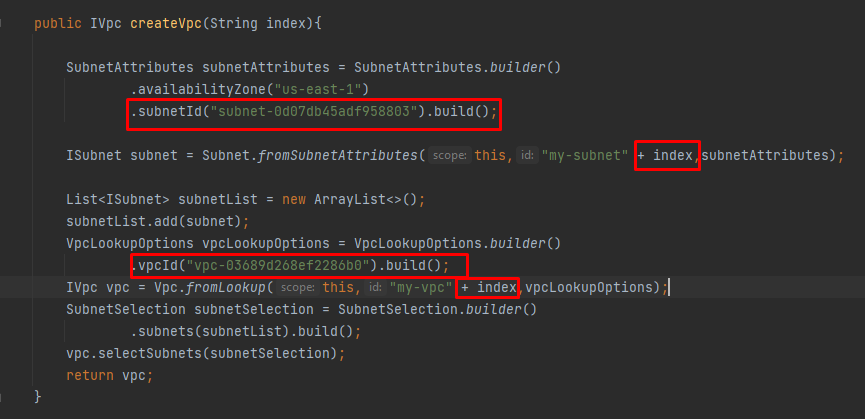 public IVpc createVpc(String index){
SubnetAttributes subnetAttributes = SubnetAttributes.builder()
.availabilityZone("us-east-1")
.subnetId("subnet-0d07db45adf958803").build();
ISubnet subnet = Subnet.fromSubnetAttributes( scope: this, id: "my-subnet" + index,subnetAttributes);
List<ISubnet> subnetList = new ArrayList<>();
subnetList.add(subnet);
VpcLookupOptions vpcLookupOptions = VpcLookupOptions.builder()
.vpcId("vpc-03689d268ef2286b0").build();
IVpc vpc = Vpc.fromLookup( scope: this, id: "my-vpc" + index,vpcLookupOptions);
SubnetSelection subnetSelection = SubnetSelection.builder()
.subnets(subnetList).build();
vpc.selectSubnets(subnetSelection);
return vpc;
}